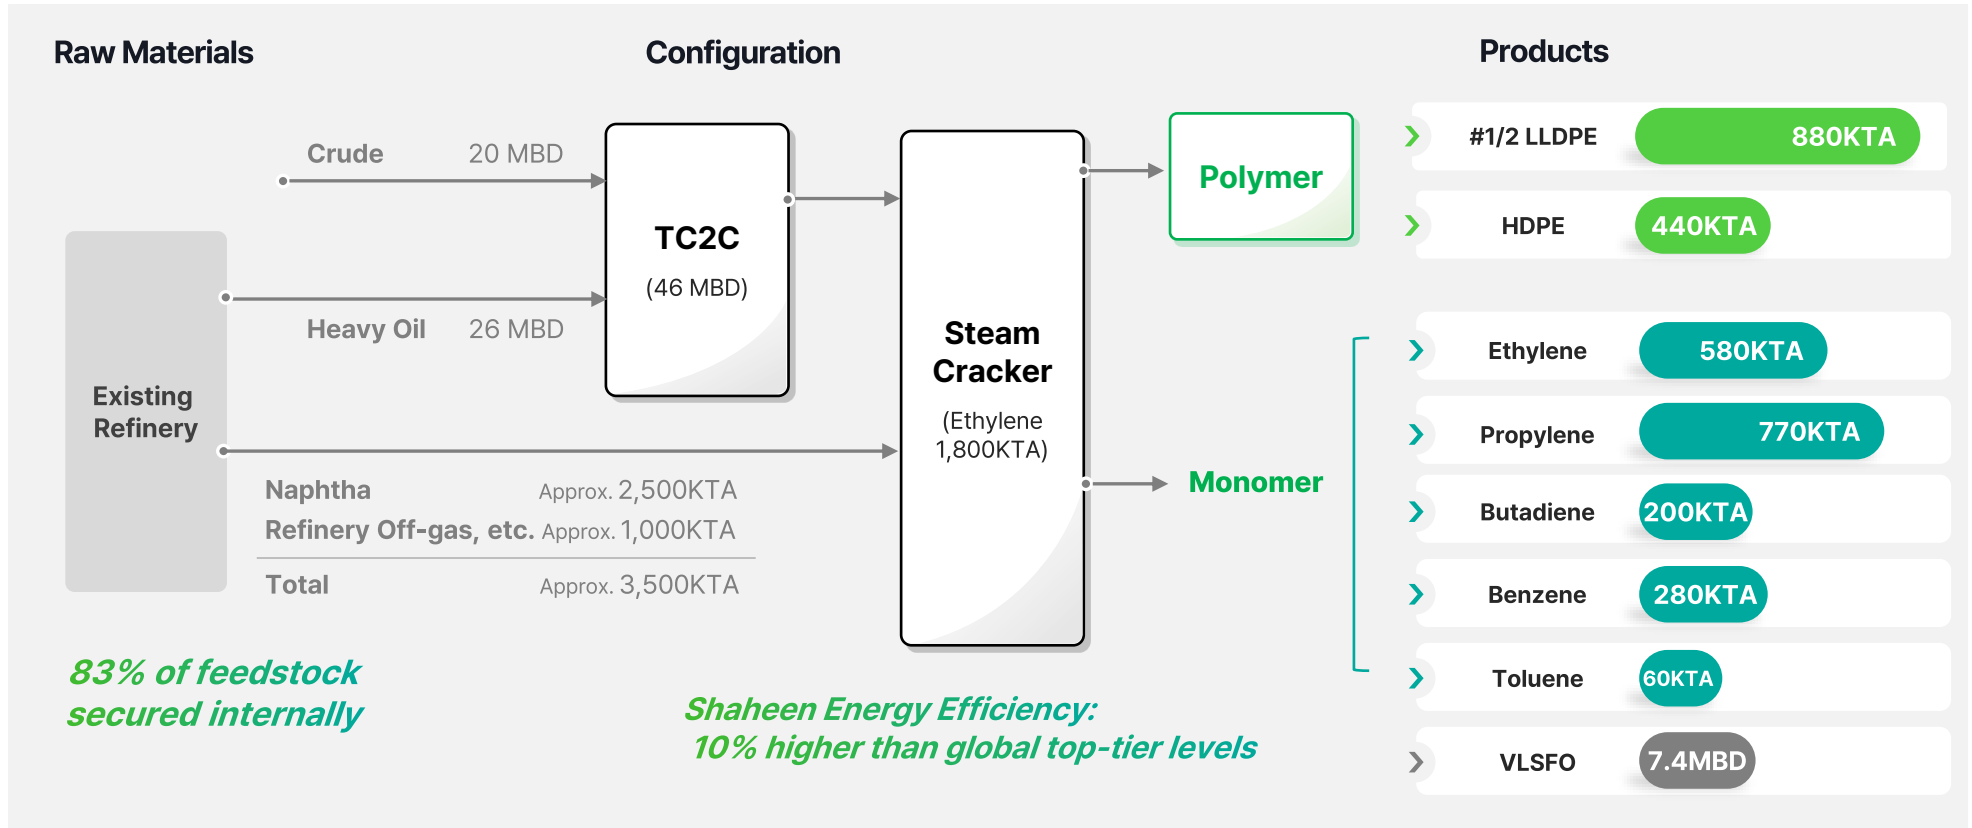 Raw Materials
Configuration
Products
Crude 20 MBD
Heavy Oil 26 MBD
Existing
Refinery
Naphtha Approx. 2,500KTA
Refinery Off-gas, etc. Approx. 1,000KTA
Total Approx. 3,500KTA
83% of feedstock
secured internally
TC2C
(46 MBD)
Steam
Cracker
(Ethylene
1,800KTA)
Shaheen Energy Efficiency:
10% higher than global top-tier levels
Polymer
Monomer
#1/2 LLDPE 880KTA
HDPE 440KTA
Ethylene 580KTA
Propylene 770KTA
Butadiene 200KTA
Benzene 280KTA
Toluene 60KTA
VLSFO 7.4MBD